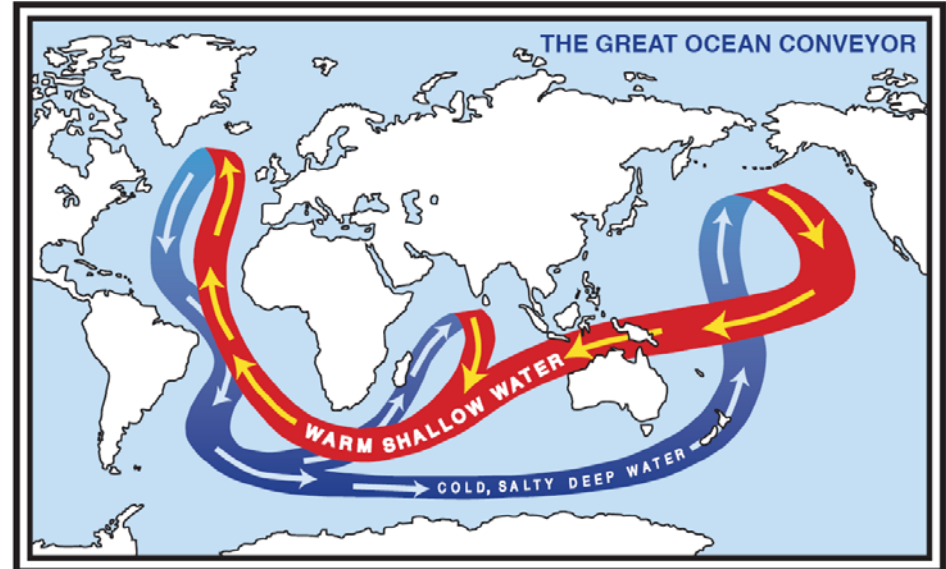 THE GREAT OCEAN CONVEYOR
WARM SHALLOW WATER
COLD, SALTY DEEP WATER